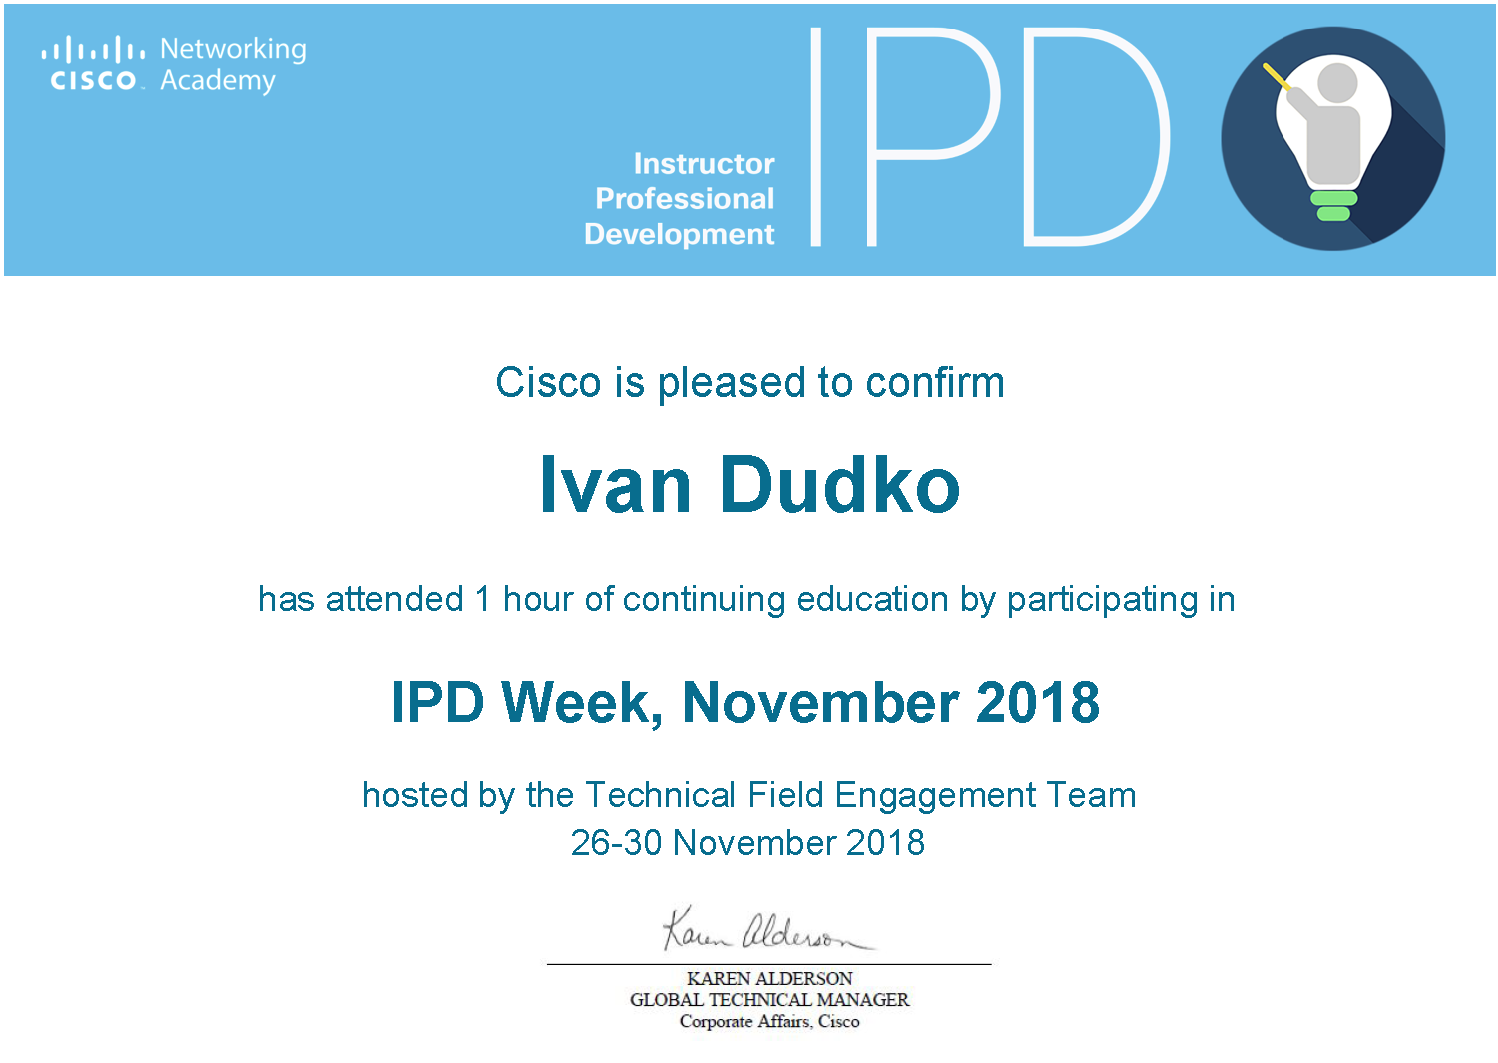 Networking
CISCO Academy
Instructor
Professional
Development
IPD
Cisco is pleased to confirm
Ivan Dudko
has attended 1 hour of continuing education by participating in
IPD Week, November 2018
hosted by the Technical Field Engagement Team
26-30 November 2018
Karen Alderson
KAREN ALDERSON
GLOBAL TECHNICAL MANAGER
Corporate Affairs, Cisco